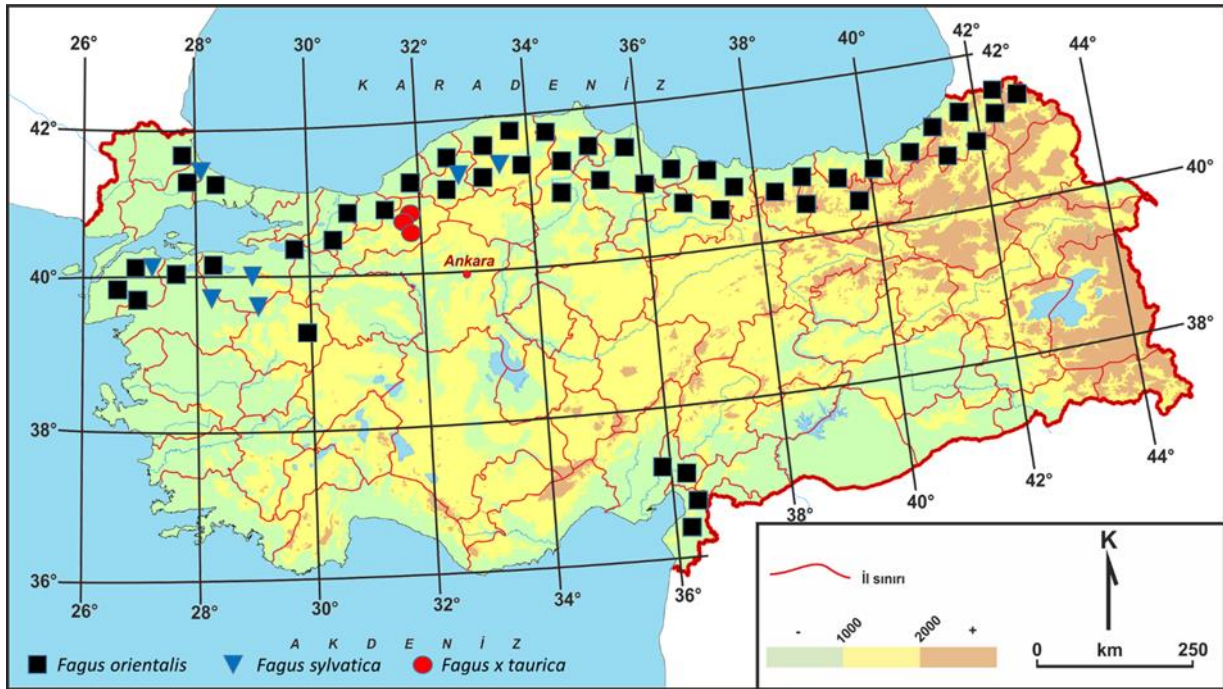 26° 28° 30° 32° 34° 36° 38° 40° 42° 44°
42°
K A R A D E N İ Z
42°
40°
Ankara
40°
38°
38°
36°
26° 28° 30° 32° 34° 36° 38° 40° 42° 44°
A K D E N İ Z
Fagus orientalis Fagus sylvatica Fagus x taurica
İl sınırı
K
- 1000 2000 +
0 km 250